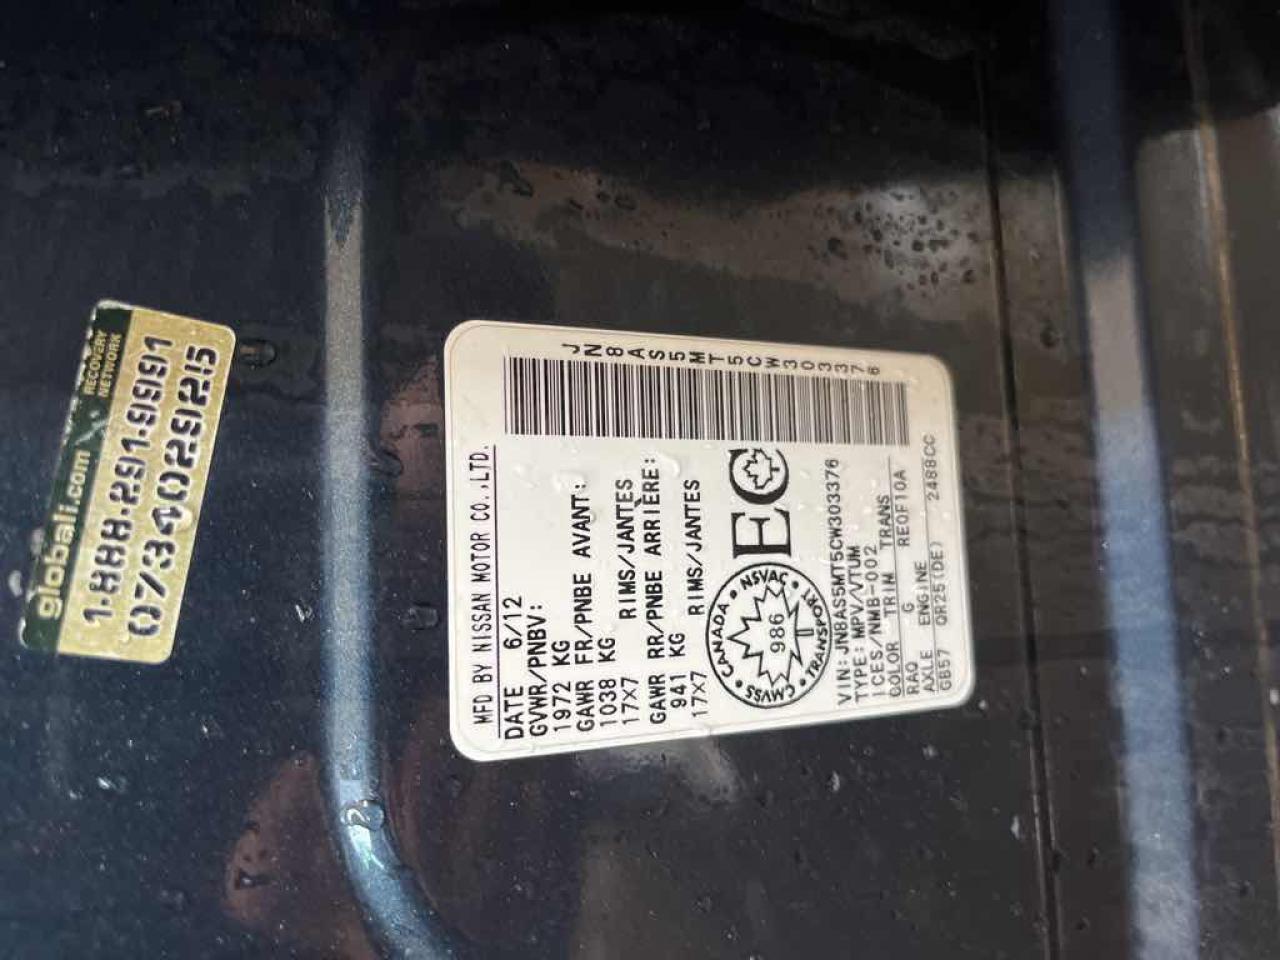 globali.com
RECOVERY
NETWORK
1-888-291-9991
0734029215
MFD BY NISSAN MOTOR CO.,LTD.
DATE 6/12
GVWR/PNBV:
1972 KG
GAWR FR/PNBE AVANT:
1038 KG RIMS/JANTES
17X7
GAWR RR/PNBE ARRIÈRE:
941 KG RIMS/JANTES
17X7
JN8AS5MT5CW303376
CANADA • NSVAC • TRANSPORT • CMVSS •
986
EC
VIN:JN8AS5MT5CW303376
TYPE:MPV/VTUM
ICES/NMB-002
COLOR TRIM TRANS
RAQ G RE0F10A
AXLE ENGINE
GB57 QR25(DE) 2488CC